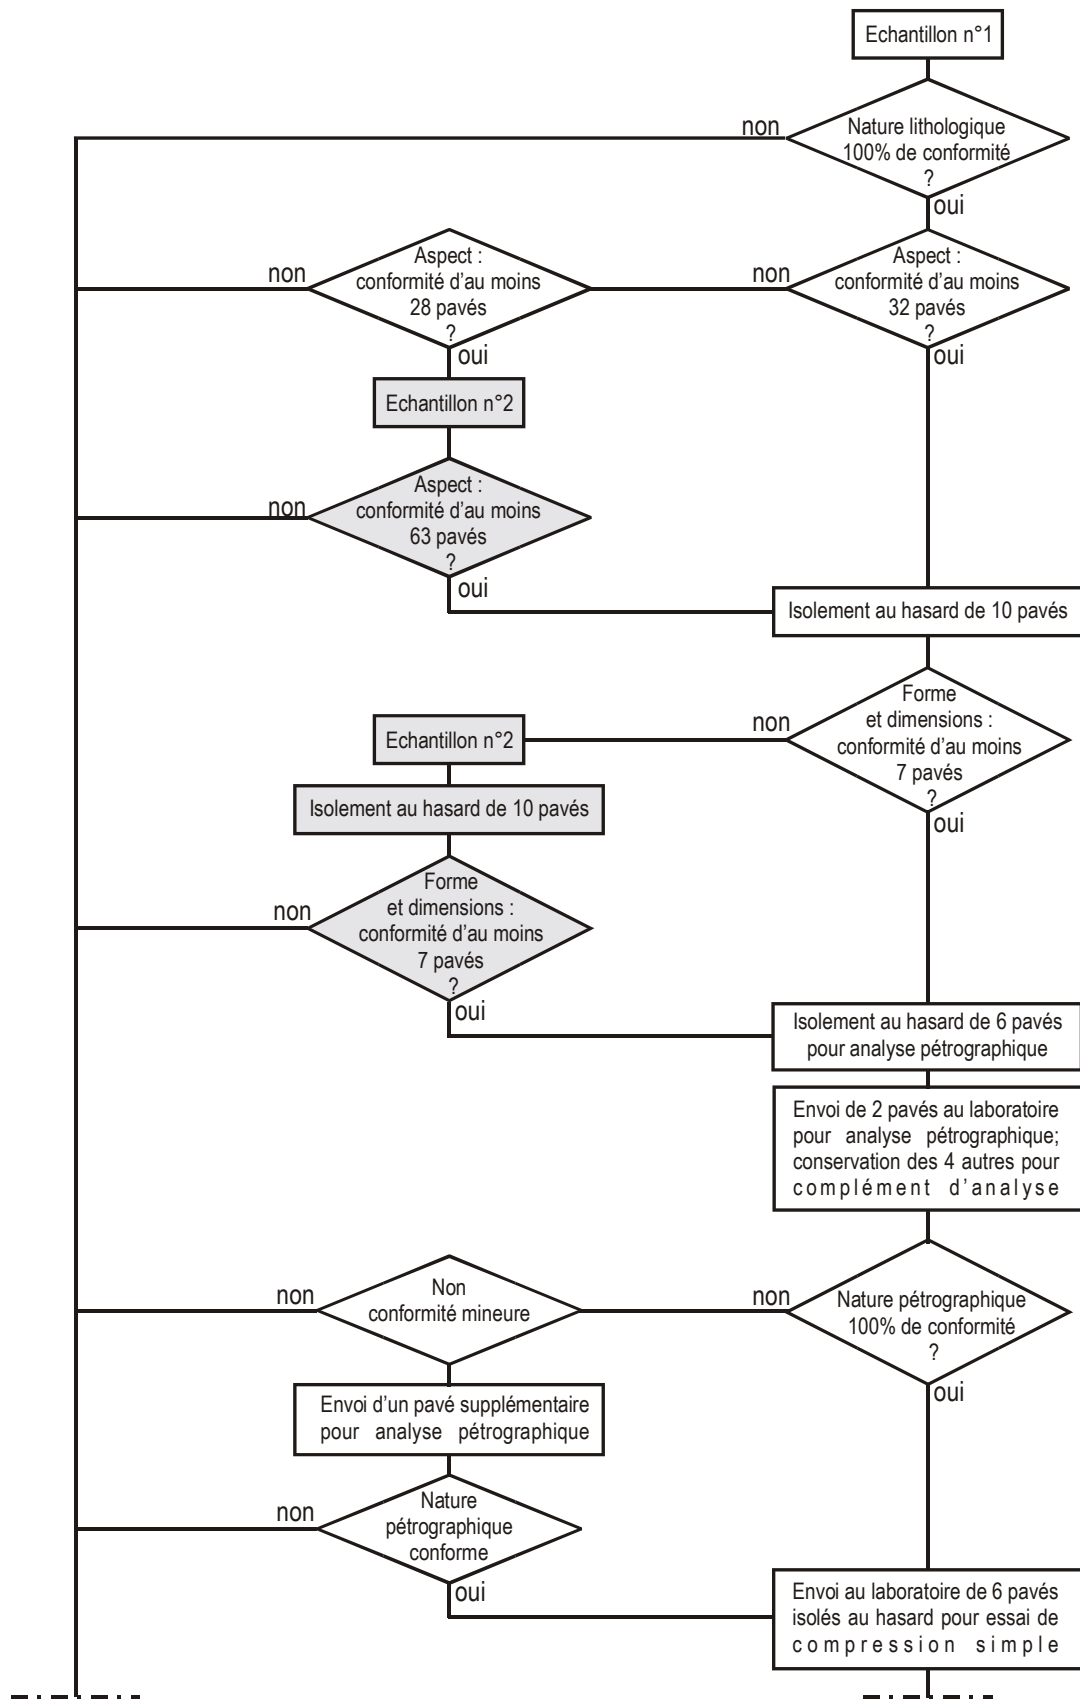 Echantillon n°1
non
Nature lithologique
100% de conformité
?
oui
non
Aspect :
conformité d'au moins
28 pavés
?
oui
non
Aspect :
conformité d'au moins
32 pavés
?
oui
Echantillon n°2
non
Aspect :
conformité d'au moins
63 pavés
?
oui
Isolement au hasard de 10 pavés
non
Forme
et dimensions :
conformité d'au moins
7 pavés
?
oui
Echantillon n°2
Isolement au hasard de 10 pavés
non
Forme
et dimensions :
conformité d'au moins
7 pavés
?
oui
Isolement au hasard de 6 pavés
pour analyse pétrographique
Envoi de 2 pavés au laboratoire
pour analyse pétrographique;
conservation des 4 autres pour
complément d'analyse
non
Non
conformité mineure
non
Nature pétrographique
100% de conformité
?
oui
Envoi d'un pavé supplémentaire
pour analyse pétrographique
non
Nature
pétrographique
conforme
oui
Envoi au laboratoire de 6 pavés
isolés au hasard pour essai de
compression simple